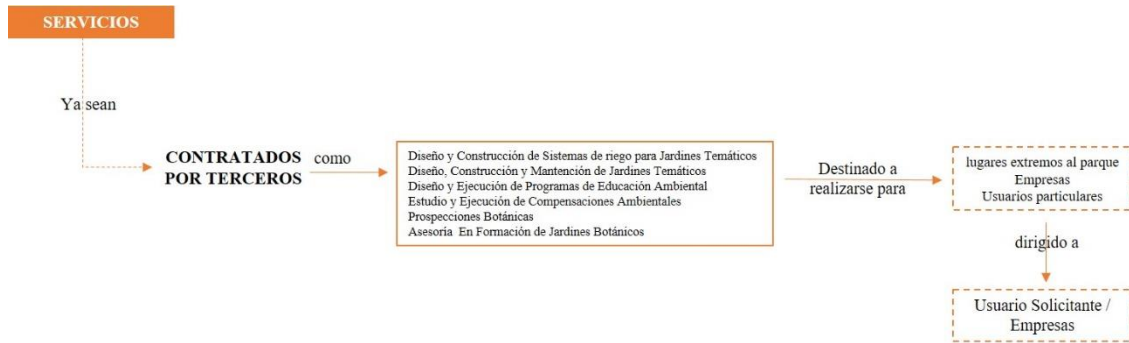 SERVICIOS
Ya sean
CONTRATADOS
POR TERCEROS
como
Diseño y Construcción de Sistemas de riego para Jardines Temáticos
Diseño, Construcción y Mantención de Jardines Temáticos
Diseño y Ejecución de Programas de Educación Ambiental
Estudio y Ejecución de Compensaciones Ambientales
Prospecciones Botánicas
Asesoría En Formación de Jardines Botánicos
Destinado a
realizarse para
lugares extremos al parque
Empresas
Usuarios particulares
dirigido a
Usuario Solicitante /
Empresas